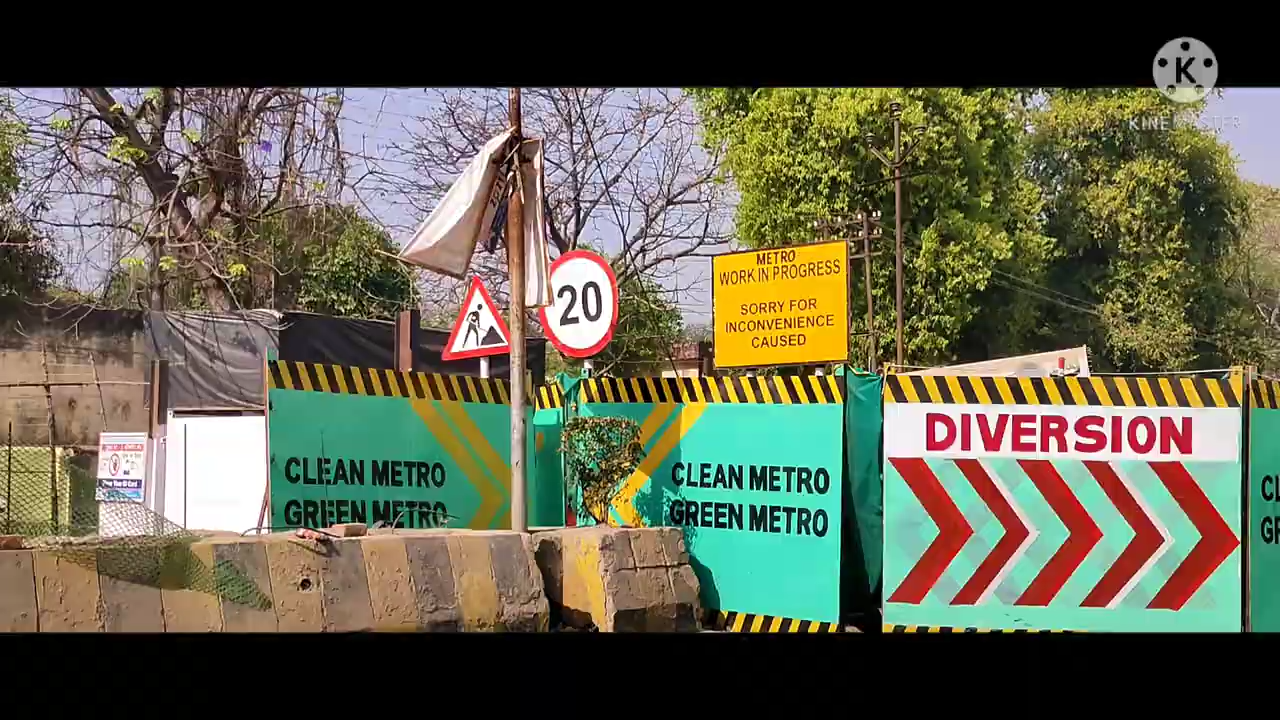 K
KINEMASTER
20
METRO
WORK IN PROGRESS
SORRY FOR
INCONVENIENCE
CAUSED
CLEAN METRO
GREEN METRO
CLEAN METRO
GREEN METRO
DIVERSION